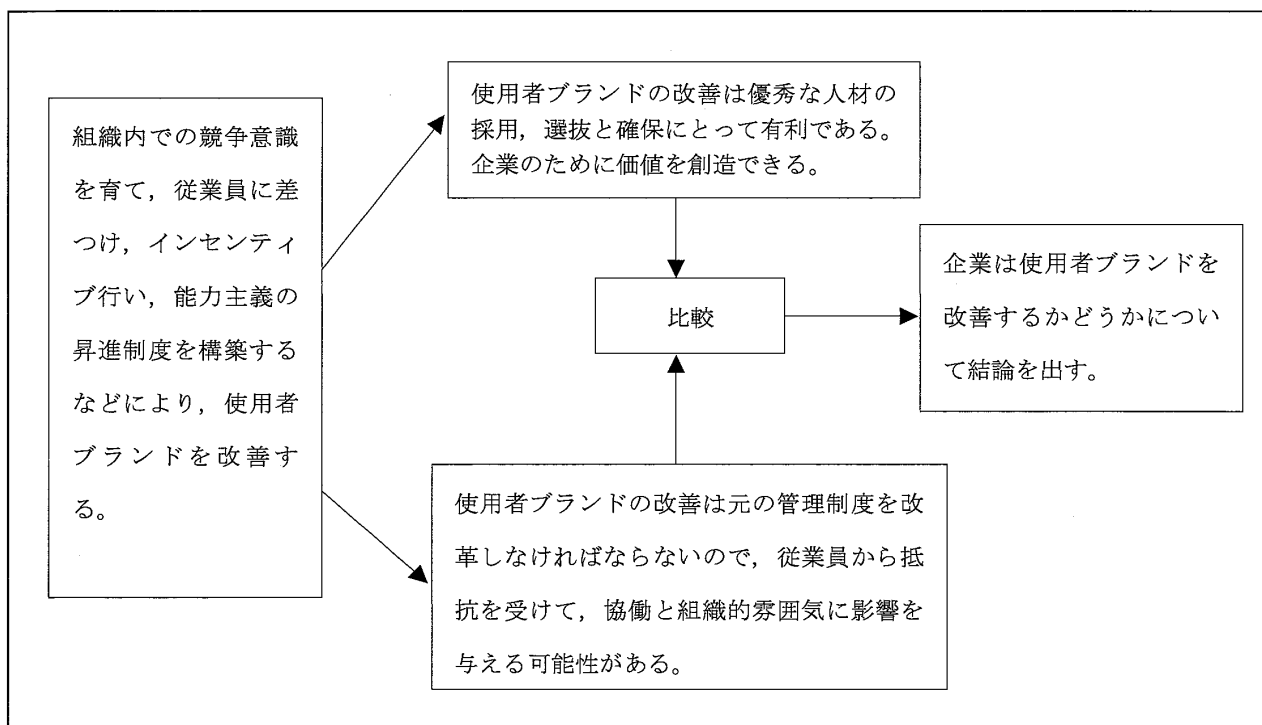 組織内での競争意識
を育て，従業員に差
つけ，インセンティ
ブ行い，能力主義の
昇進制度を構築する
などにより，使用者
ブランドを改善す
る。
使用者ブランドの改善は優秀な人材の
採用，選抜と確保にとって有利である。
企業のために価値を創造できる。
比較
企業は使用者ブランドを
改善するかどうかについ
て結論を出す。
使用者ブランドの改善は元の管理制度を改
革しなければならないので，従業員から抵
抗を受けて，協働と組織的雰囲気に影響を
与える可能性がある。